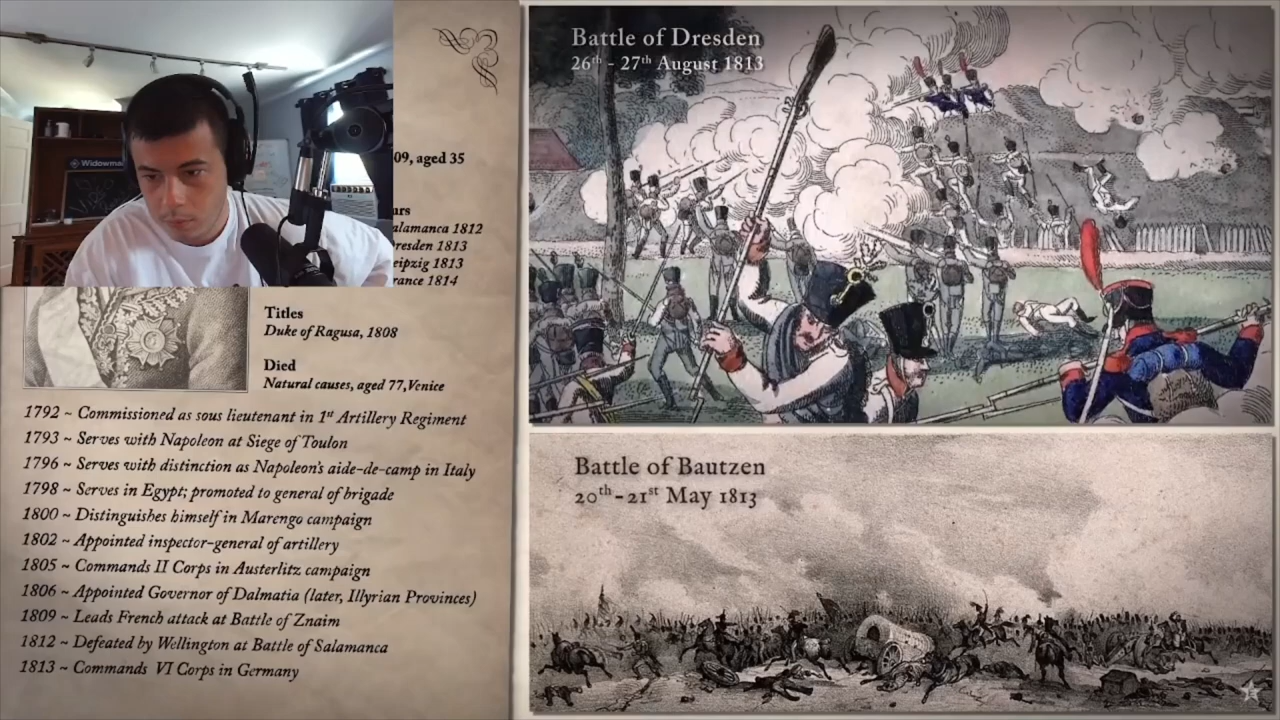 Widowma
09, aged 35
urs
alamanca 1812
resden 1813
eipzig 1813
rance 1814
Titles
Duke of Ragusa, 1808
Died
Natural causes, aged 77, Venice
1792 ~ Commissioned as sous lieutenant in 1st Artillery Regiment
1793 ~ Serves with Napoleon at Siege of Toulon
1796 ~ Serves with distinction as Napoleon's aide-de-camp in Italy
1798 ~ Serves in Egypt; promoted to general of brigade
1800 ~ Distinguishes himself in Marengo campaign
1802 ~ Appointed inspector-general of artillery
1805 ~ Commands II Corps in Austerlitz campaign
1806 ~ Appointed Governor of Dalmatia (later, Illyrian Provinces)
1809 ~ Leads French attack at Battle of Znaim
1812 ~ Defeated by Wellington at Battle of Salamanca
1813 ~ Commands VI Corps in Germany
Battle of Dresden
26th - 27th August 1813
Battle of Bautzen
20th - 21st May 1813